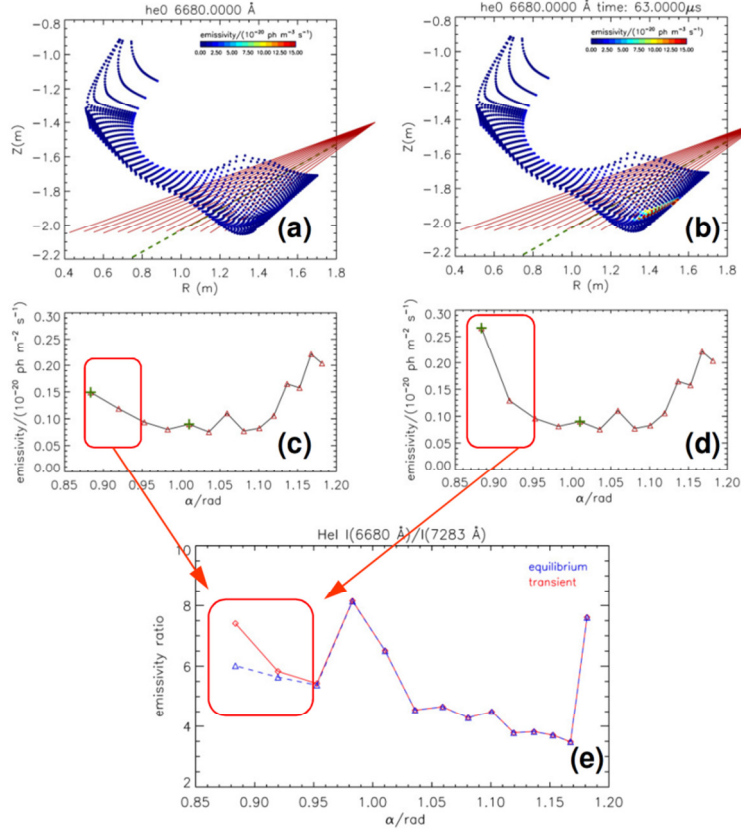 he0 6680.0000 Å
emissivity/(10⁻²⁰ ph m⁻³ s⁻¹)
0.00 2.50 5.00 7.50 10.00 12.50 15.00
−0.8
−1.0
−1.2
−1.4
−1.6
−1.8
−2.0
−2.2
Z(m)
0.4 0.6 0.8 1.0 1.2 1.4 1.6 1.8
R (m)
(a)
he0 6680.0000 Å time: 63.0000μs
emissivity/(10⁻²⁰ ph m⁻³ s⁻¹)
0.00 2.50 5.00 7.50 10.00 12.50 15.00
−0.8
−1.0
−1.2
−1.4
−1.6
−1.8
−2.0
−2.2
Z(m)
0.4 0.6 0.8 1.0 1.2 1.4 1.6 1.8
R (m)
(b)
0.30
0.25
0.20
0.15
0.10
0.05
0.00
emissivity/(10⁻²⁰ ph m⁻² s⁻¹)
0.85 0.90 0.95 1.00 1.05 1.10 1.15 1.20
α/rad
(c)
0.30
0.25
0.20
0.15
0.10
0.05
0.00
emissivity/(10⁻²⁰ ph m⁻² s⁻¹)
0.85 0.90 0.95 1.00 1.05 1.10 1.15 1.20
α/rad
(d)
HeI I(6680 Å)/I(7283 Å)
equilibrium
transient
10
8
6
4
2
emissivity ratio
0.85 0.90 0.95 1.00 1.05 1.10 1.15 1.20
α/rad
(e)